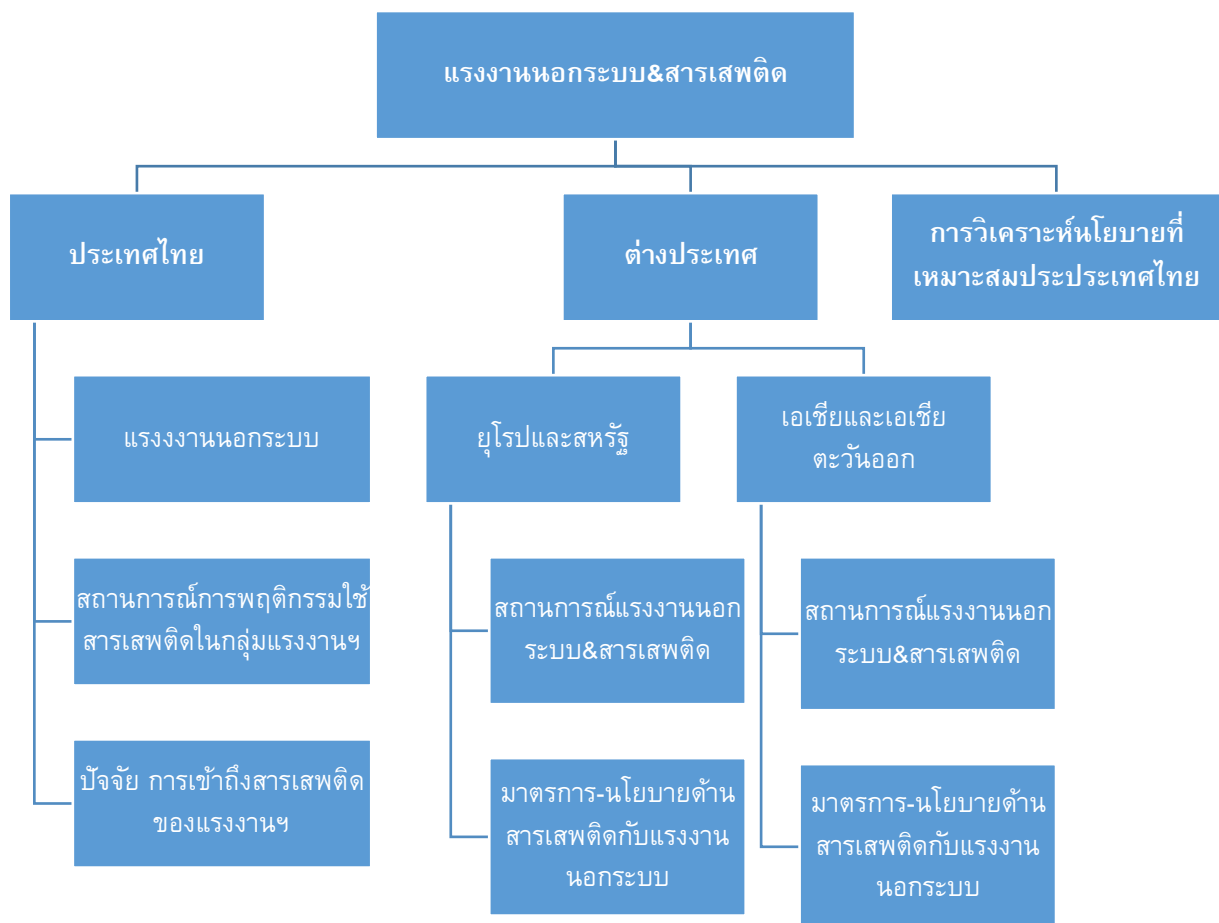 แรงงานนอกระบบ&สารเสพติด
ประเทศไทย
ต่างประเทศ
การวิเคราะห์นโยบายที่
เหมาะสมประประเทศไทย
แรงงงานนอกระบบ
ยุโรปและสหรัฐ
เอเชียและเอเชีย
ตะวันออก
สถานการณ์การพฤติกรรมใช้
สารเสพติดในกลุ่มแรงงานฯ
สถานการณ์แรงงานนอก
ระบบ&สารเสพติด
สถานการณ์แรงงานนอก
ระบบ&สารเสพติด
ปัจจัย การเข้าถึงสารเสพติด
ของแรงงานฯ
มาตรการ-นโยบายด้าน
สารเสพติดกับแรงงาน
นอกระบบ
มาตรการ-นโยบายด้าน
สารเสพติดกับแรงงาน
นอกระบบ